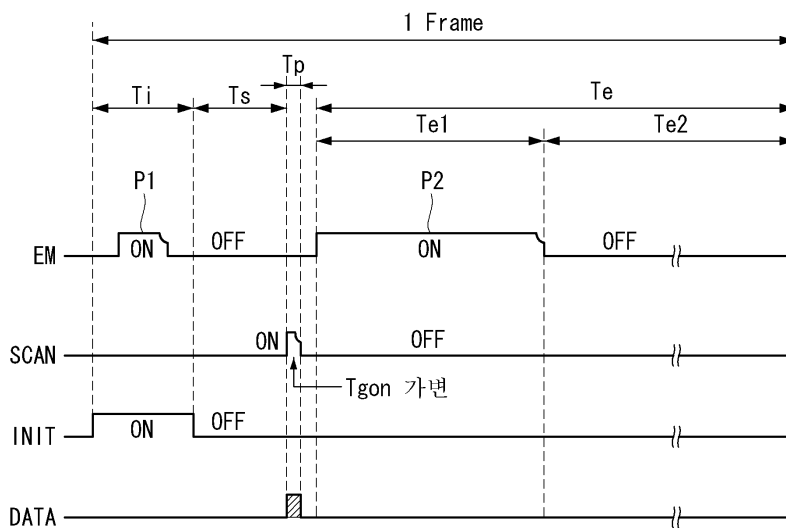 1 Frame
Tp
Ti
Ts
Te
Te1
Te2
P1
P2
EM
ON
OFF
ON
OFF
SCAN
ON
OFF
Tgon 가변
INIT
ON
OFF
DATA